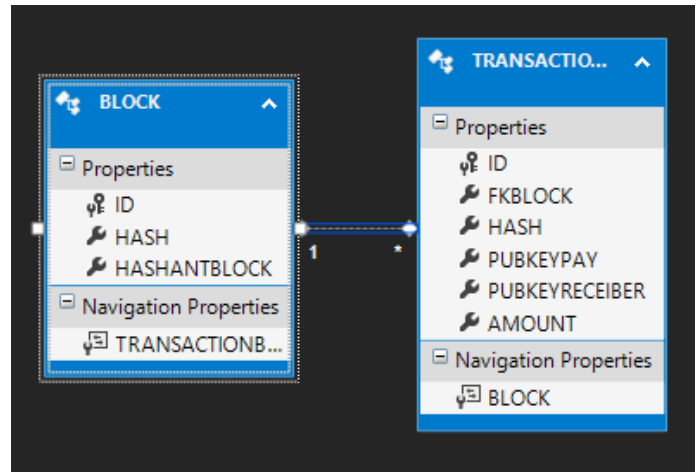 BLOCK
Properties
ID
HASH
HASHANTBLOCK
Navigation Properties
TRANSACTIONB...
1
*
TRANSACTIO...
Properties
ID
FKBLOCK
HASH
PUBKEYPAY
PUBKEYRECEIBER
AMOUNT
Navigation Properties
BLOCK